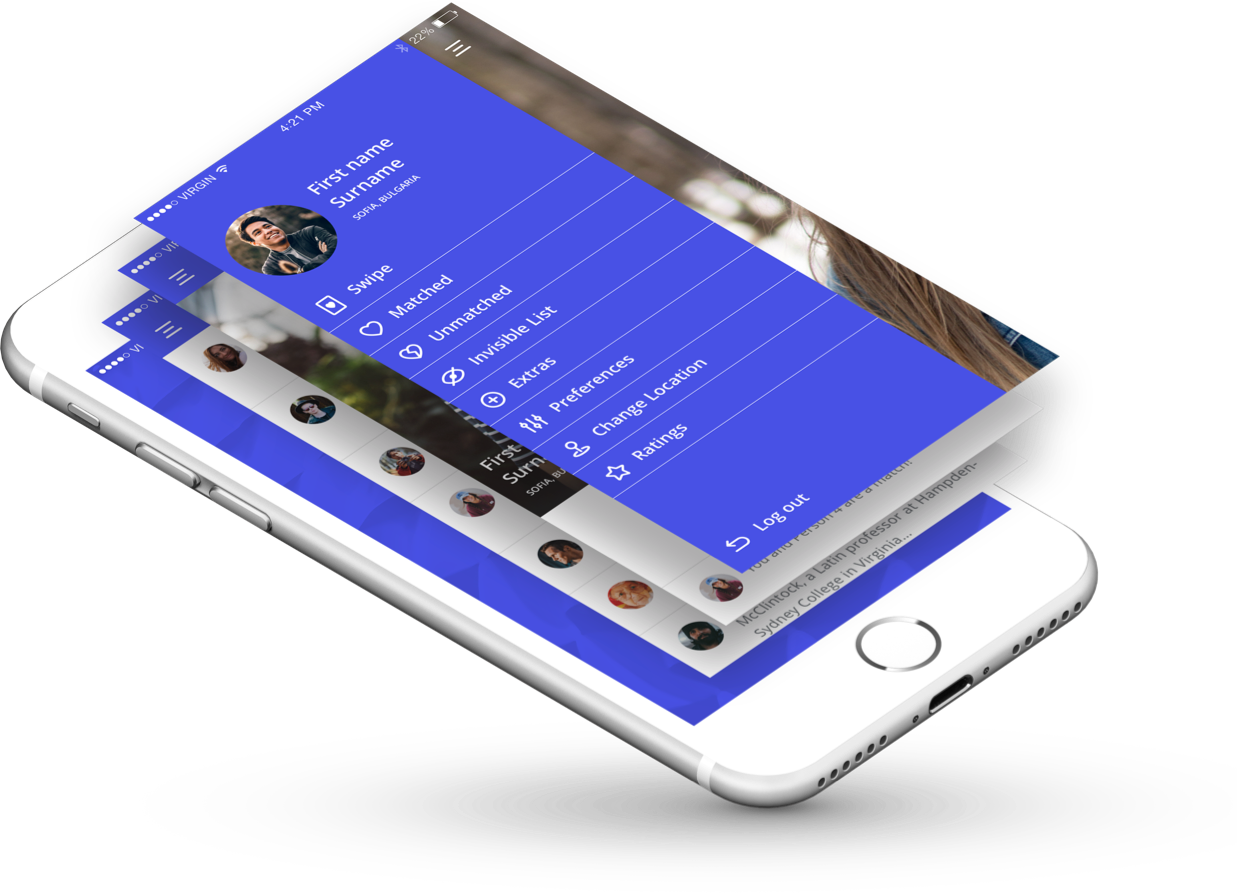 VIRGIN 4:21 PM 22%
First name
Surname
SOFIA, BULGARIA
Swipe
Matched
Unmatched
Invisible List
Extras
Preferences
Change Location
Ratings
Log out
VIR
VI
VI
First
Surn
SOFIA, BU
You and Person 4 are a match!
McClintock, a Latin professor at Hampden-
Sydney College in Virginia...